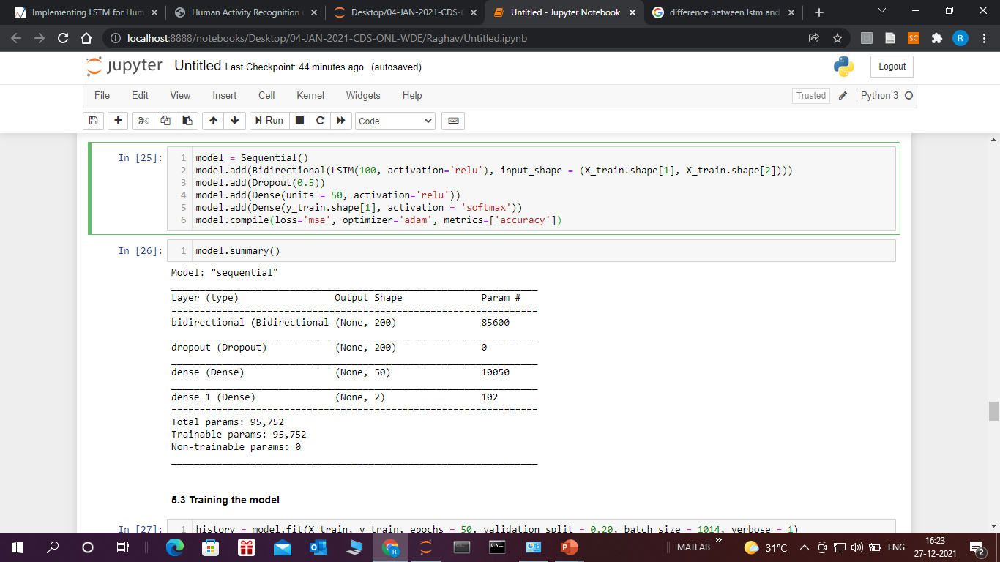 Implementing LSTM for Hum
Human Activity Recognition
Desktop/04-JAN-2021-CDS-
Untitled - Jupyter Notebook
difference between lstm and
localhost:8888/notebooks/Desktop/04-JAN-2021-CDS-ONL-WDE/Raghav/Untitled.ipynb
SC
R
jupyter Untitled Last Checkpoint: 44 minutes ago (autosaved)
Logout
File Edit View Insert Cell Kernel Widgets Help
Trusted Python 3
Run Code
In [25]:
1 model = Sequential()
2 model.add(Bidirectional(LSTM(100, activation='relu'), input_shape = (X_train.shape[1], X_train.shape[2])))
3 model.add(Dropout(0.5))
4 model.add(Dense(units = 50, activation='relu'))
5 model.add(Dense(y_train.shape[1], activation = 'softmax'))
6 model.compile(loss='mse', optimizer='adam', metrics=['accuracy'])
In [26]: 1 model.summary()
Model: "sequential"
Layer (type) Output Shape Param #
bidirectional (Bidirectional (None, 200) 85600
dropout (Dropout) (None, 200) 0
dense (Dense) (None, 50) 10050
dense_1 (Dense) (None, 2) 102
Total params: 95,752
Trainable params: 95,752
Non-trainable params: 0
5.3 Training the model
In [27]: 1 history = model.fit(X_train, y_train, epochs = 50, validation_split = 0.20, batch_size = 1014, verbose = 1)
MATLAB » 31°C ENG 16:23
27-12-2021
2